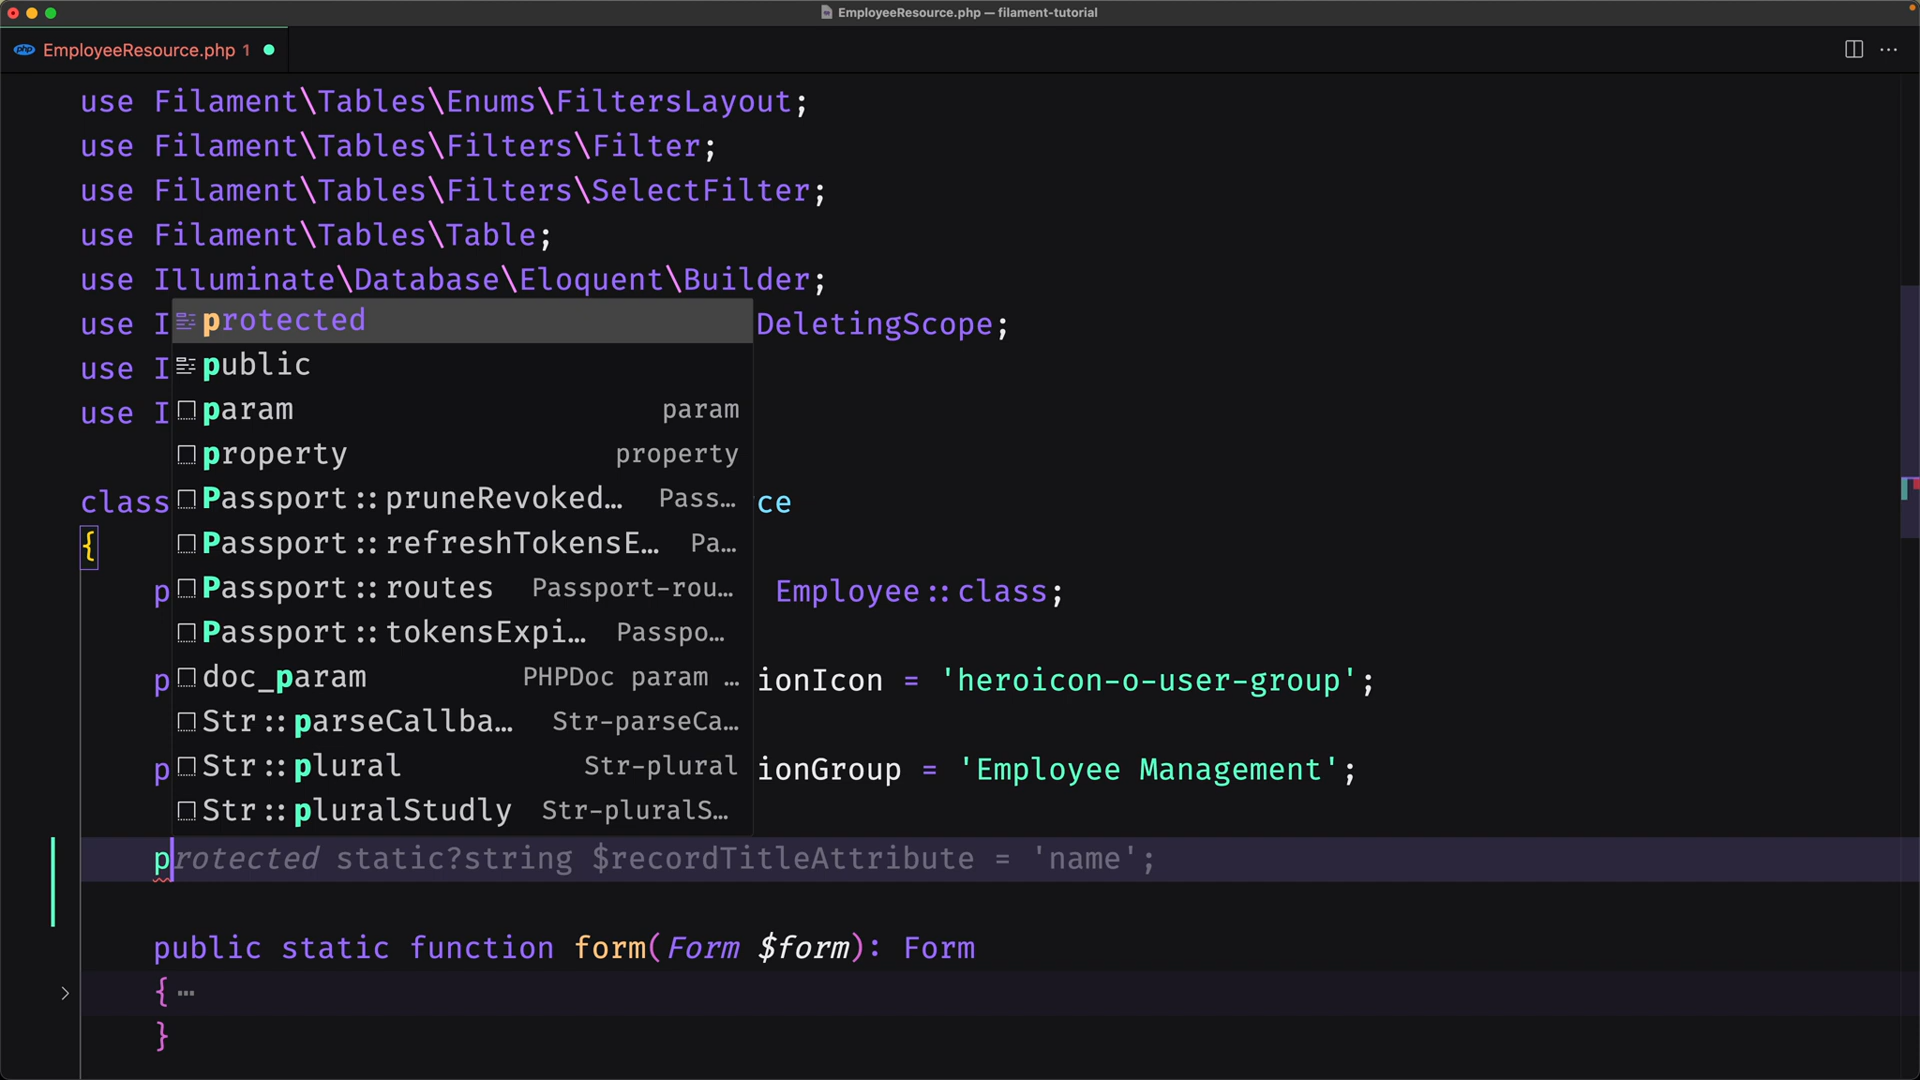 EmployeeResource.php — filament-tutorial
php EmployeeResource.php 1
use Filament\Tables\Enums\FiltersLayout;
use Filament\Tables\Filters\Filter;
use Filament\Tables\Filters\SelectFilter;
use Filament\Tables\Table;
use Illuminate\Database\Eloquent\Builder;
use I DeletingScope;
use I
use I
protected
public
param param
property property
Passport::pruneRevoked… Pass…
Passport::refreshTokensE… Pa…
Passport::routes Passport-rou…
Passport::tokensExpi… Passpo…
doc_param PHPDoc param …
Str::parseCallba… Str-parseCa…
Str::plural Str-plural
Str::pluralStudly Str-pluralS…
class ce
{
p Employee::class;
p ionIcon = 'heroicon-o-user-group';
p ionGroup = 'Employee Management';
protected static?string $recordTitleAttribute = 'name';
public static function form(Form $form): Form
{ …
}